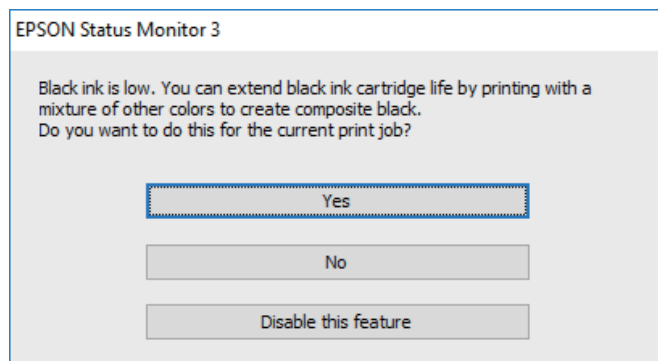 EPSON Status Monitor 3
Black ink is low. You can extend black ink cartridge life by printing with a
mixture of other colors to create composite black.
Do you want to do this for the current print job?
Yes
No
Disable this feature